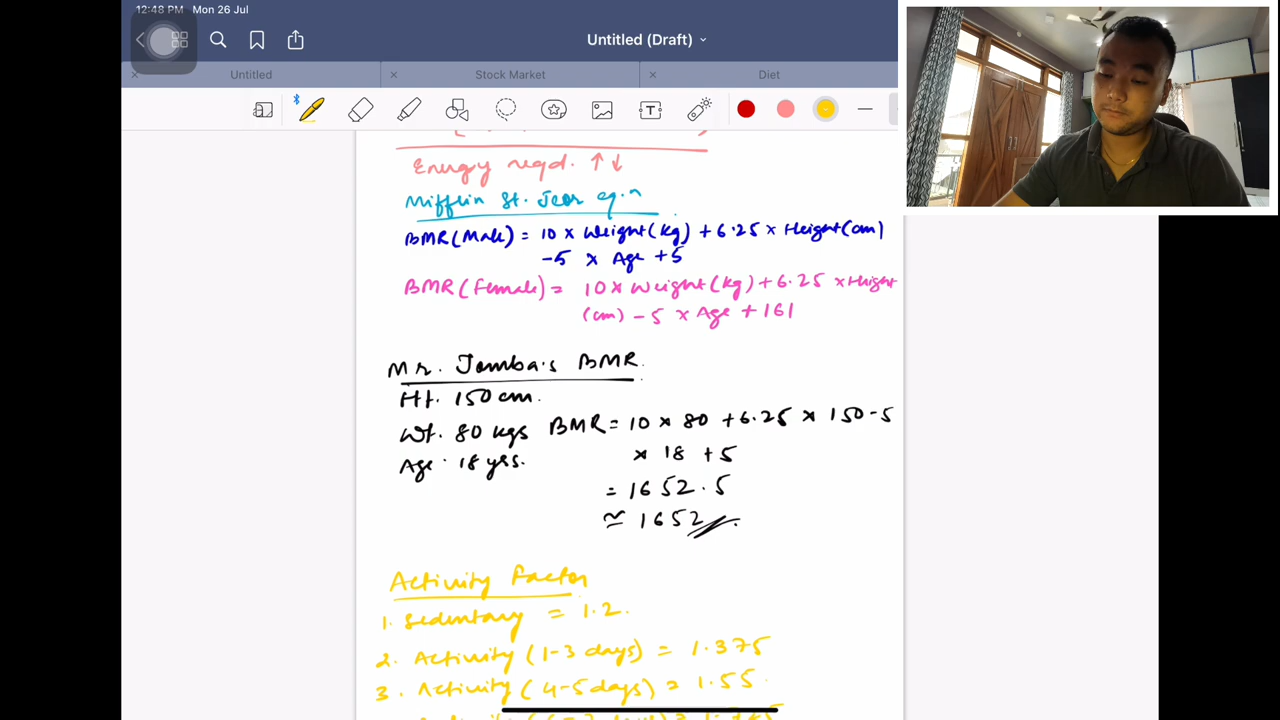 12:48 PM Mon 26 Jul
Untitled (Draft)
Untitled
Stock Market
Diet
Energy reqd. ↑↓
Mifflin St. Jeor eq.n
BMR (Male) = 10 x Weight (kg) + 6.25 x Height (cm)
-5 x Age +5
BMR (Female) = 10 x Weight (kg) + 6.25 x Height
(cm) - 5 x Age + 161
Mr. Jomba's BMR.
Ht. 150 cm.
Wt. 80 kgs BMR = 10 x 80 + 6.25 x 150 - 5
Age 18 yrs. x 18 + 5
= 1652.5
≈ 1652
Activity Factor
1. Sedentary = 1.2.
2. Activity (1-3 days) = 1.375
3. Activity (4-5 days) = 1.55.